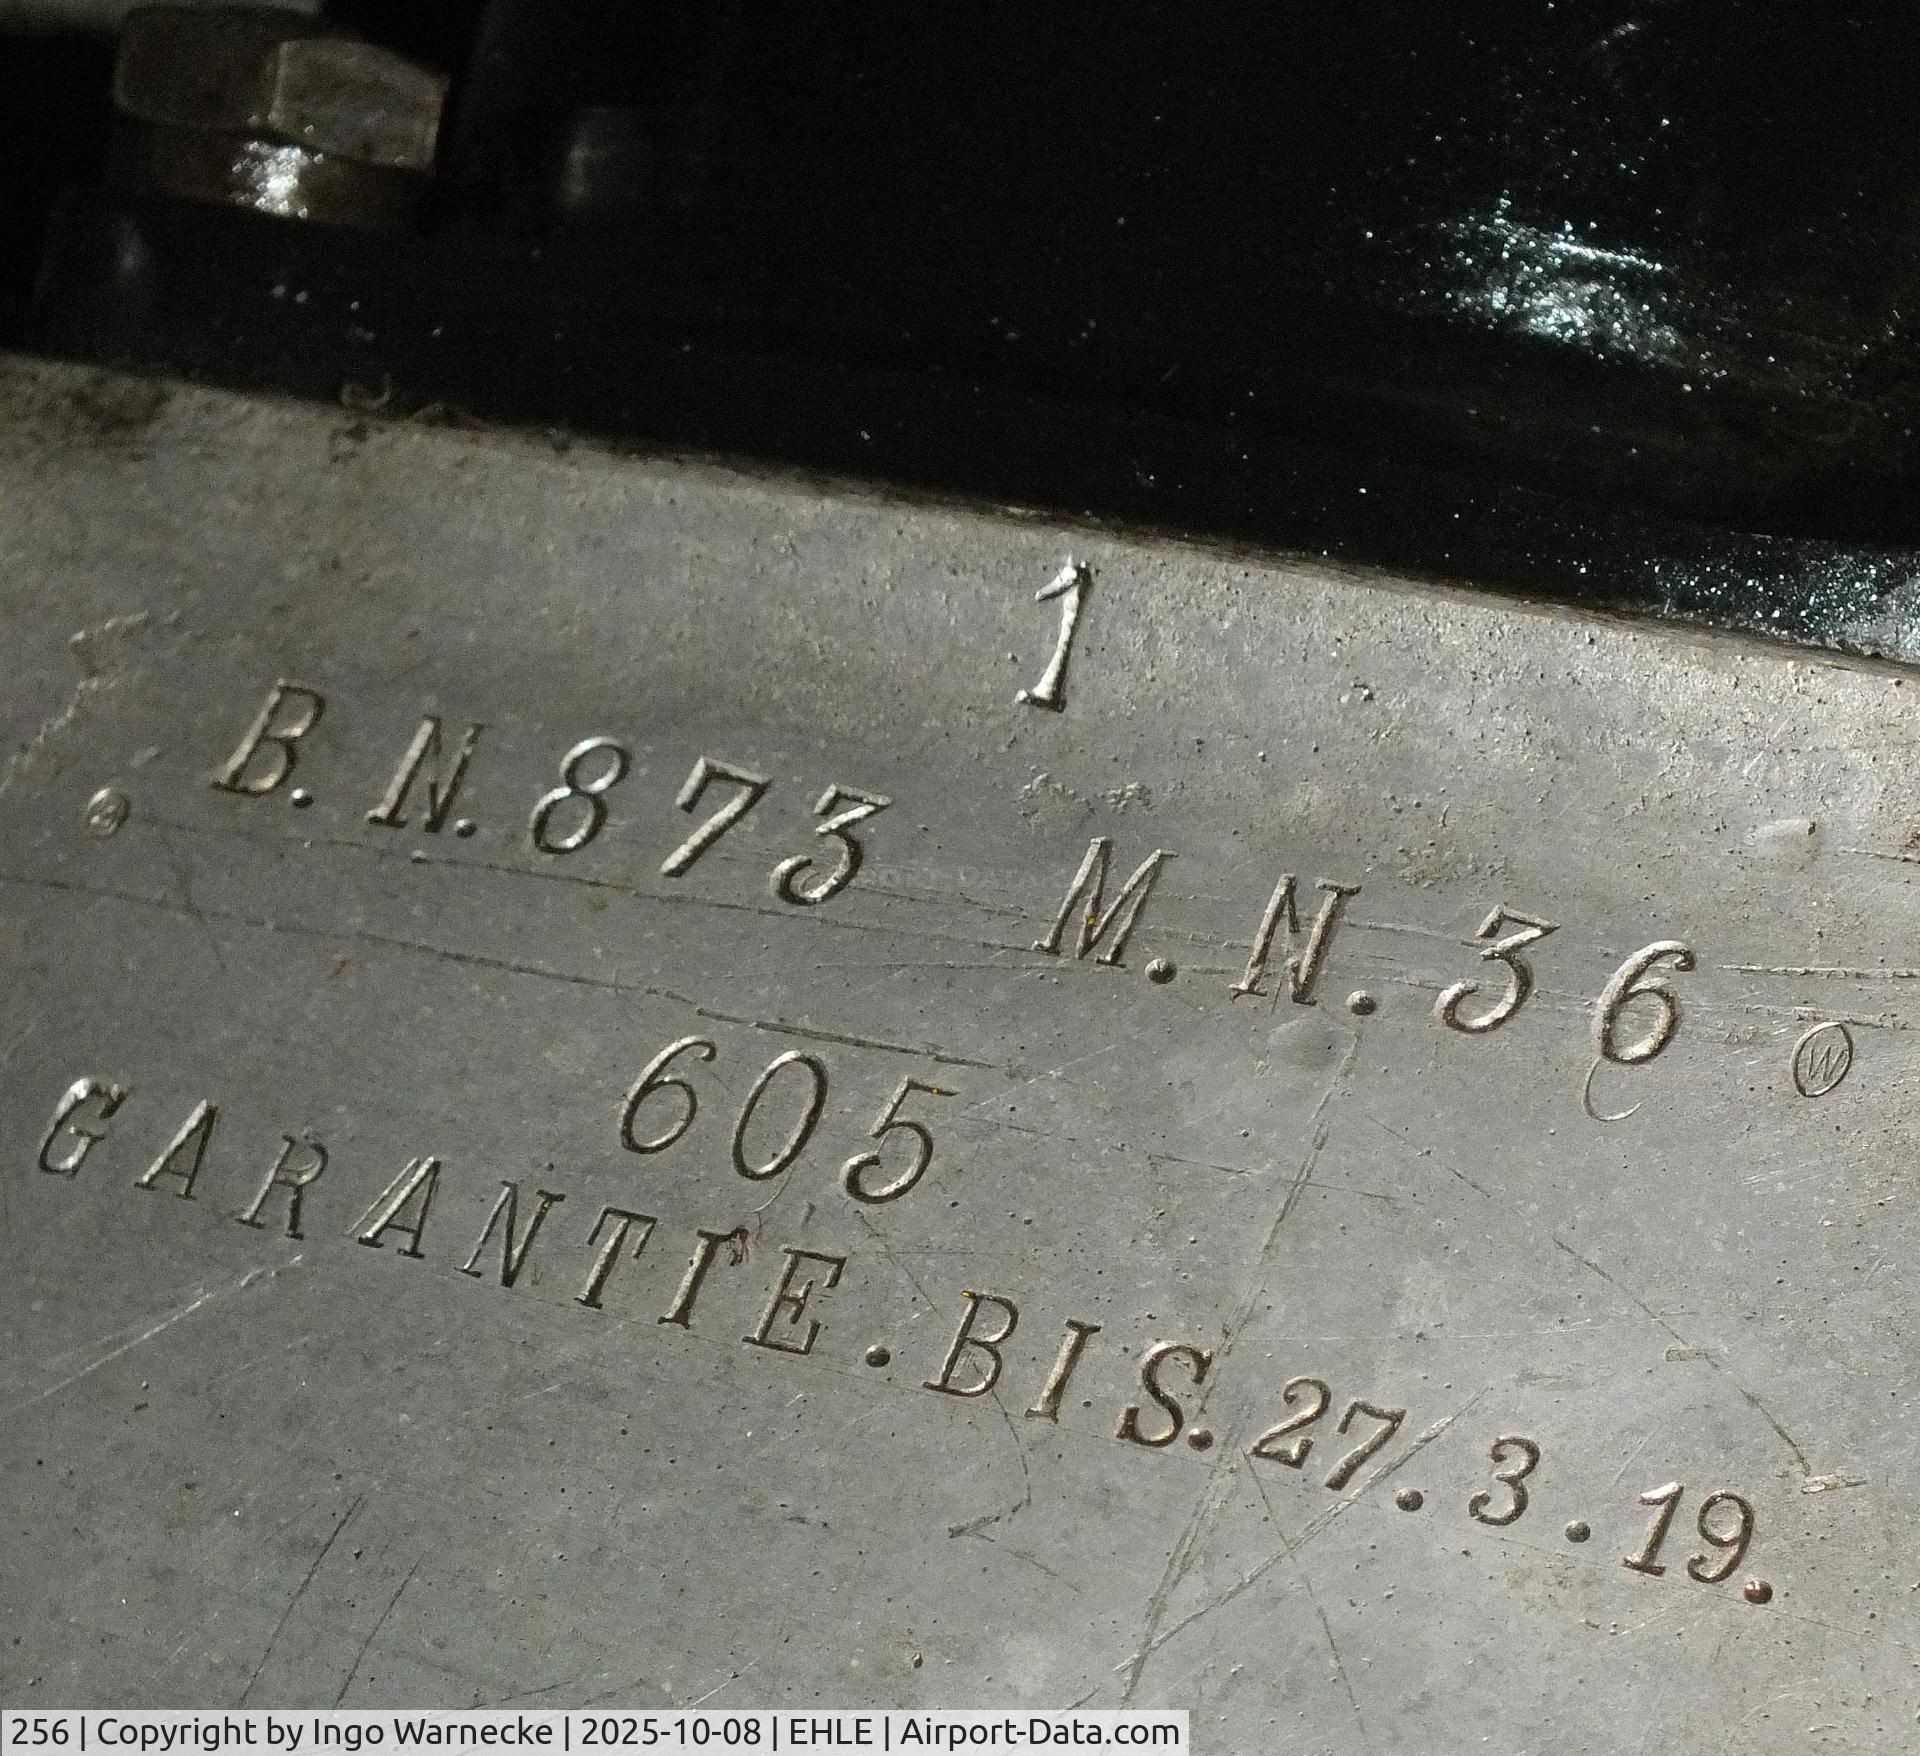 1
B.N.873 M.N.36 W
605
GARANTIE.BIS.27.3.19.
256 | Copyright by Ingo Warnecke | 2025-10-08 | EHLE | Airport-Data.com